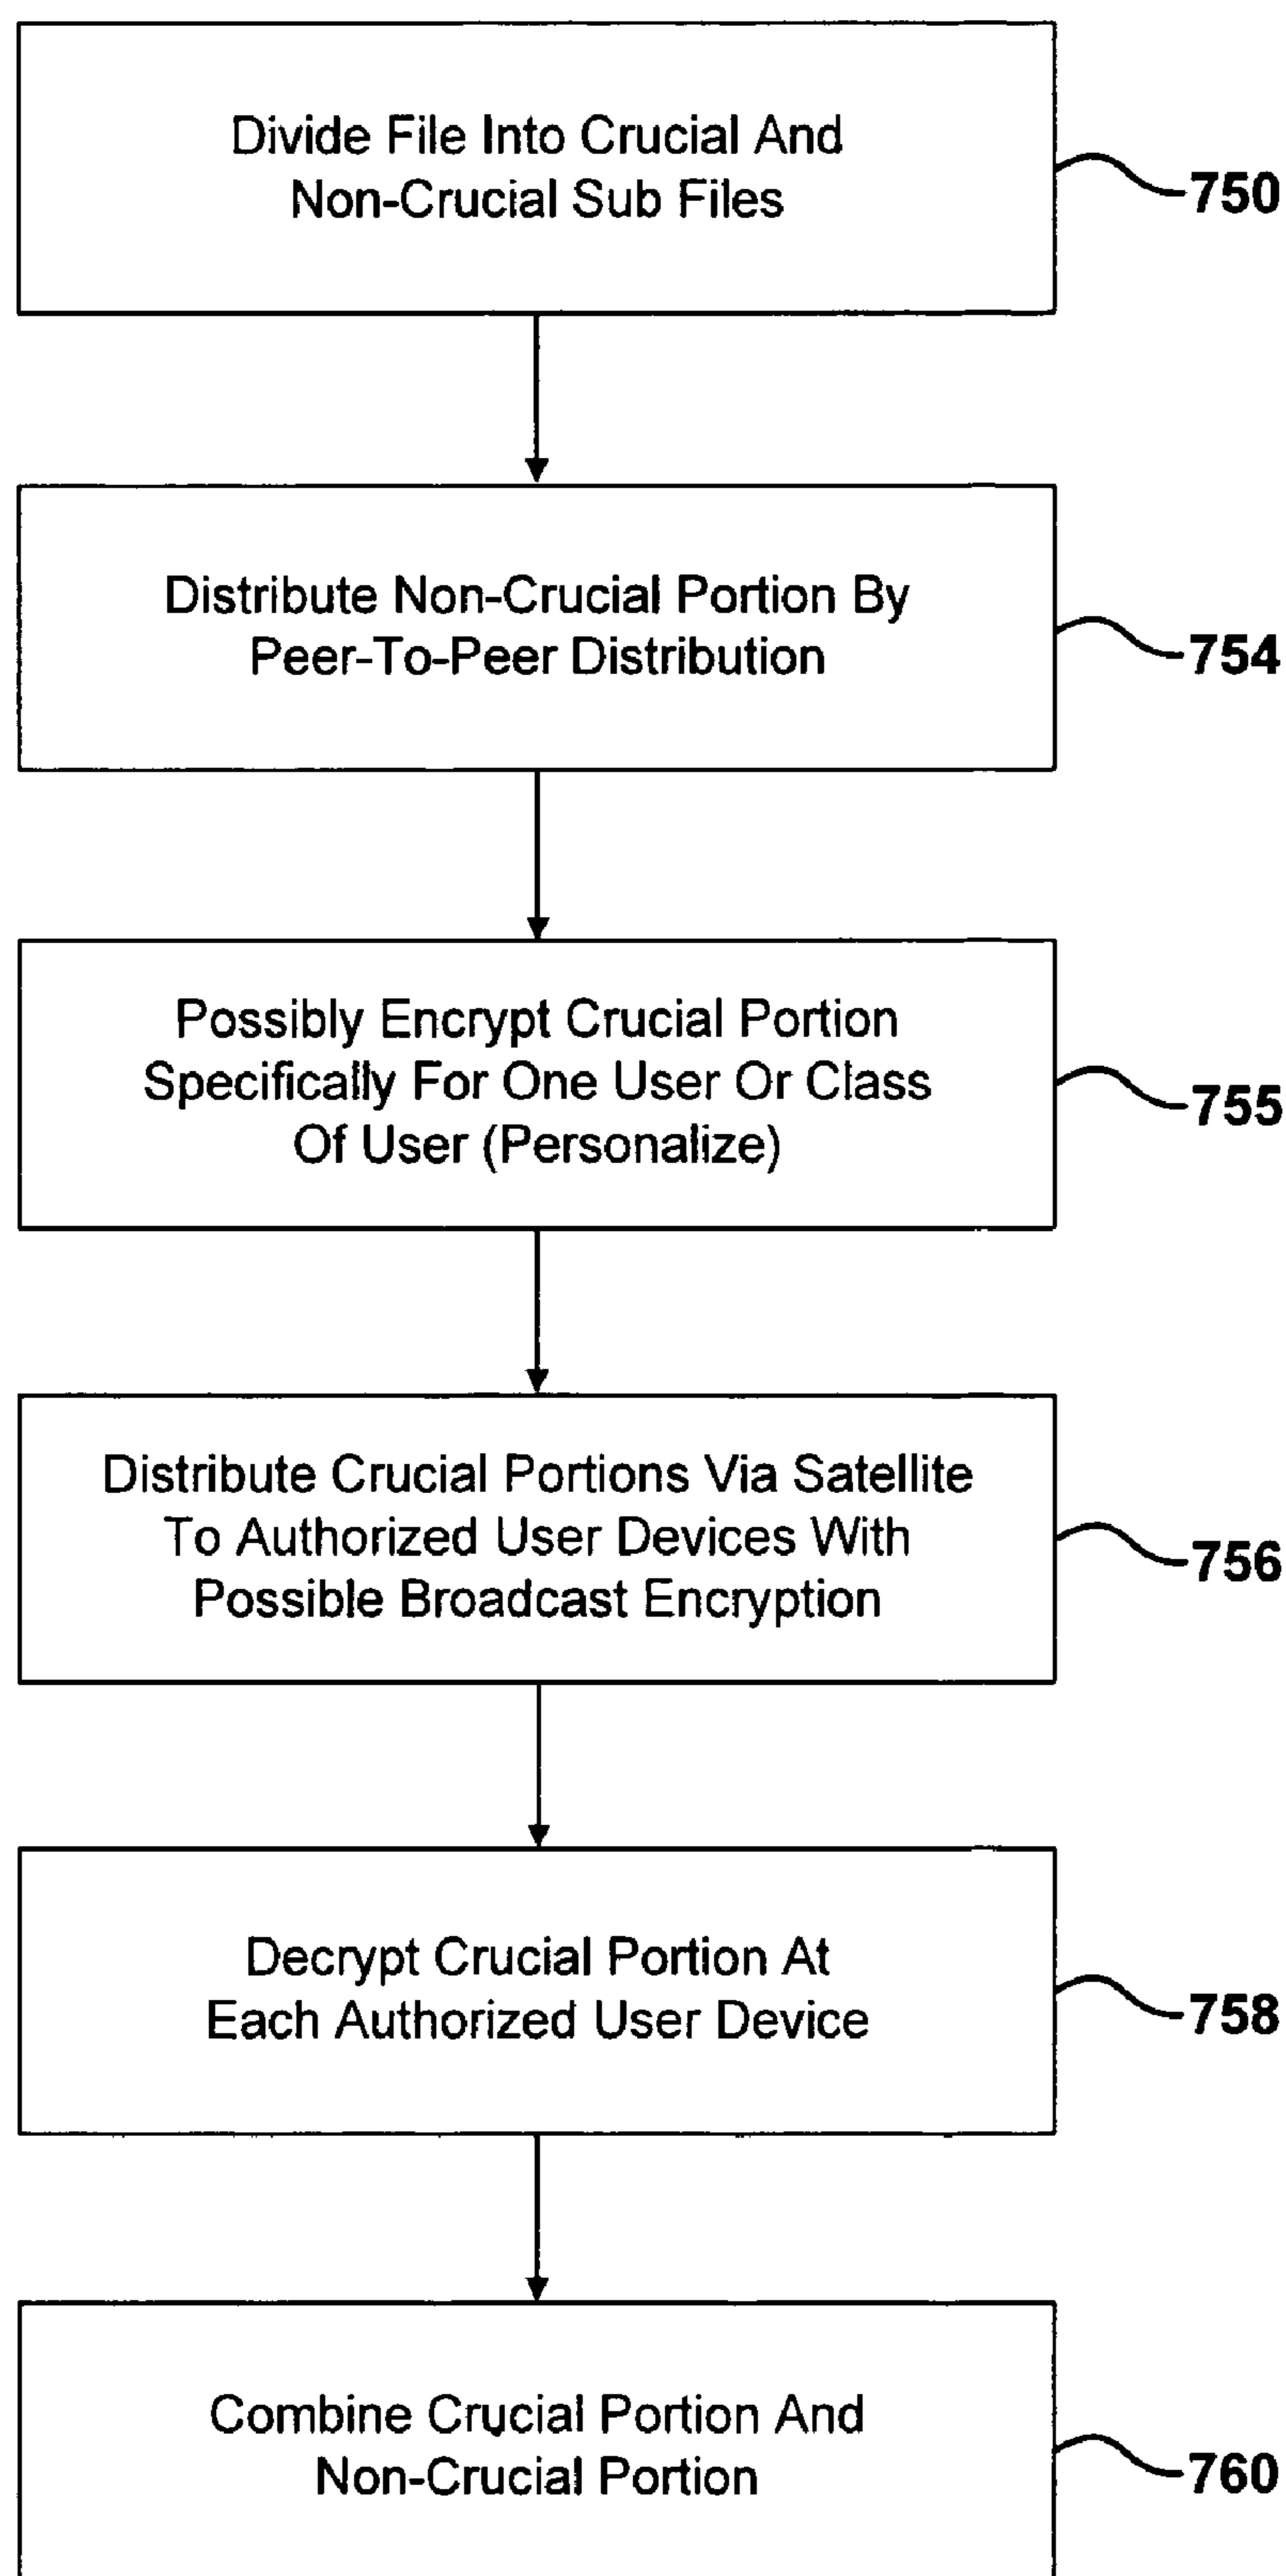 Divide File Into Crucial And
Non-Crucial Sub Files
750
Distribute Non-Crucial Portion By
Peer-To-Peer Distribution
754
Possibly Encrypt Crucial Portion
Specifically For One User Or Class
Of User (Personalize)
755
Distribute Crucial Portions Via Satellite
To Authorized User Devices With
Possible Broadcast Encryption
756
Decrypt Crucial Portion At
Each Authorized User Device
758
Combine Crucial Portion And
Non-Crucial Portion
760